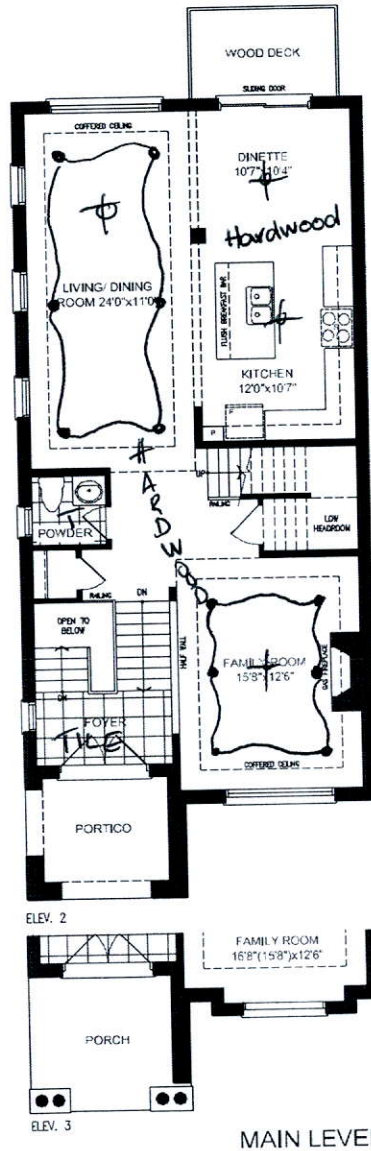 WOOD DECK
SLIDING DOOR
COFFERED CEILING
DINETTE
10'7"x10'4"
Hardwood
LIVING/ DINING
ROOM 24'0"x11'0"
FLUSH BREAKFAST BAR
KITCHEN
12'0"x10'7"
P
HARDWOOD
UP
RAILING
LOW
HEADROOM
T
POWDER
RAILING
DN
OPEN TO
BELOW
DN
HALF WALL
FAMILY ROOM
15'8"x12'6"
GAS FIREPLACE
FOYER
TILE
COFFERED CEILING
PORTICO
ELEV. 2
FAMILY ROOM
16'8"(15'8")x12'6"
PORCH
ELEV. 3
MAIN LEVEL